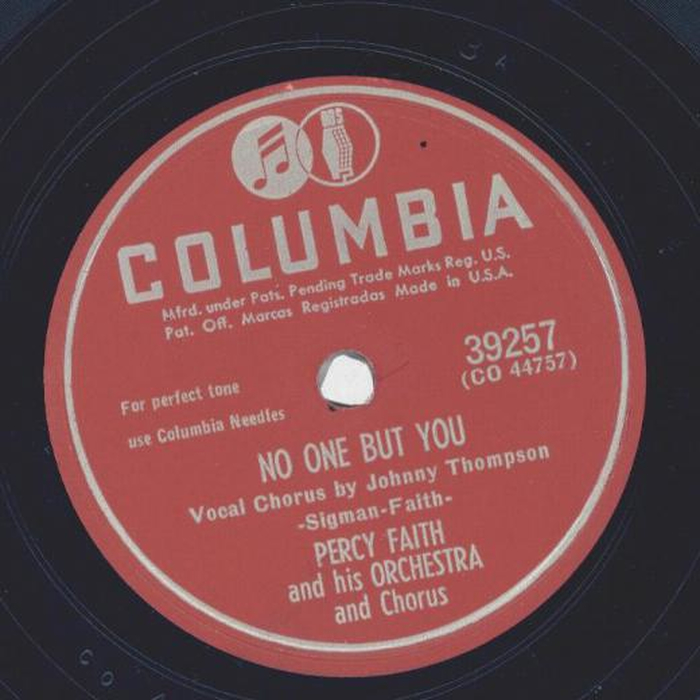 CBS
COLUMBIA
Mfrd. under Pats. Pending Trade Marks Reg. U.S.
Pat. Off. Marcas Registradas Made in U.S.A.
39257
(CO 44757)
For perfect tone
use Columbia Needles
NO ONE BUT YOU
Vocal Chorus by Johnny Thompson
-Sigman-Faith-
PERCY FAITH
and his ORCHESTRA
and Chorus
CO